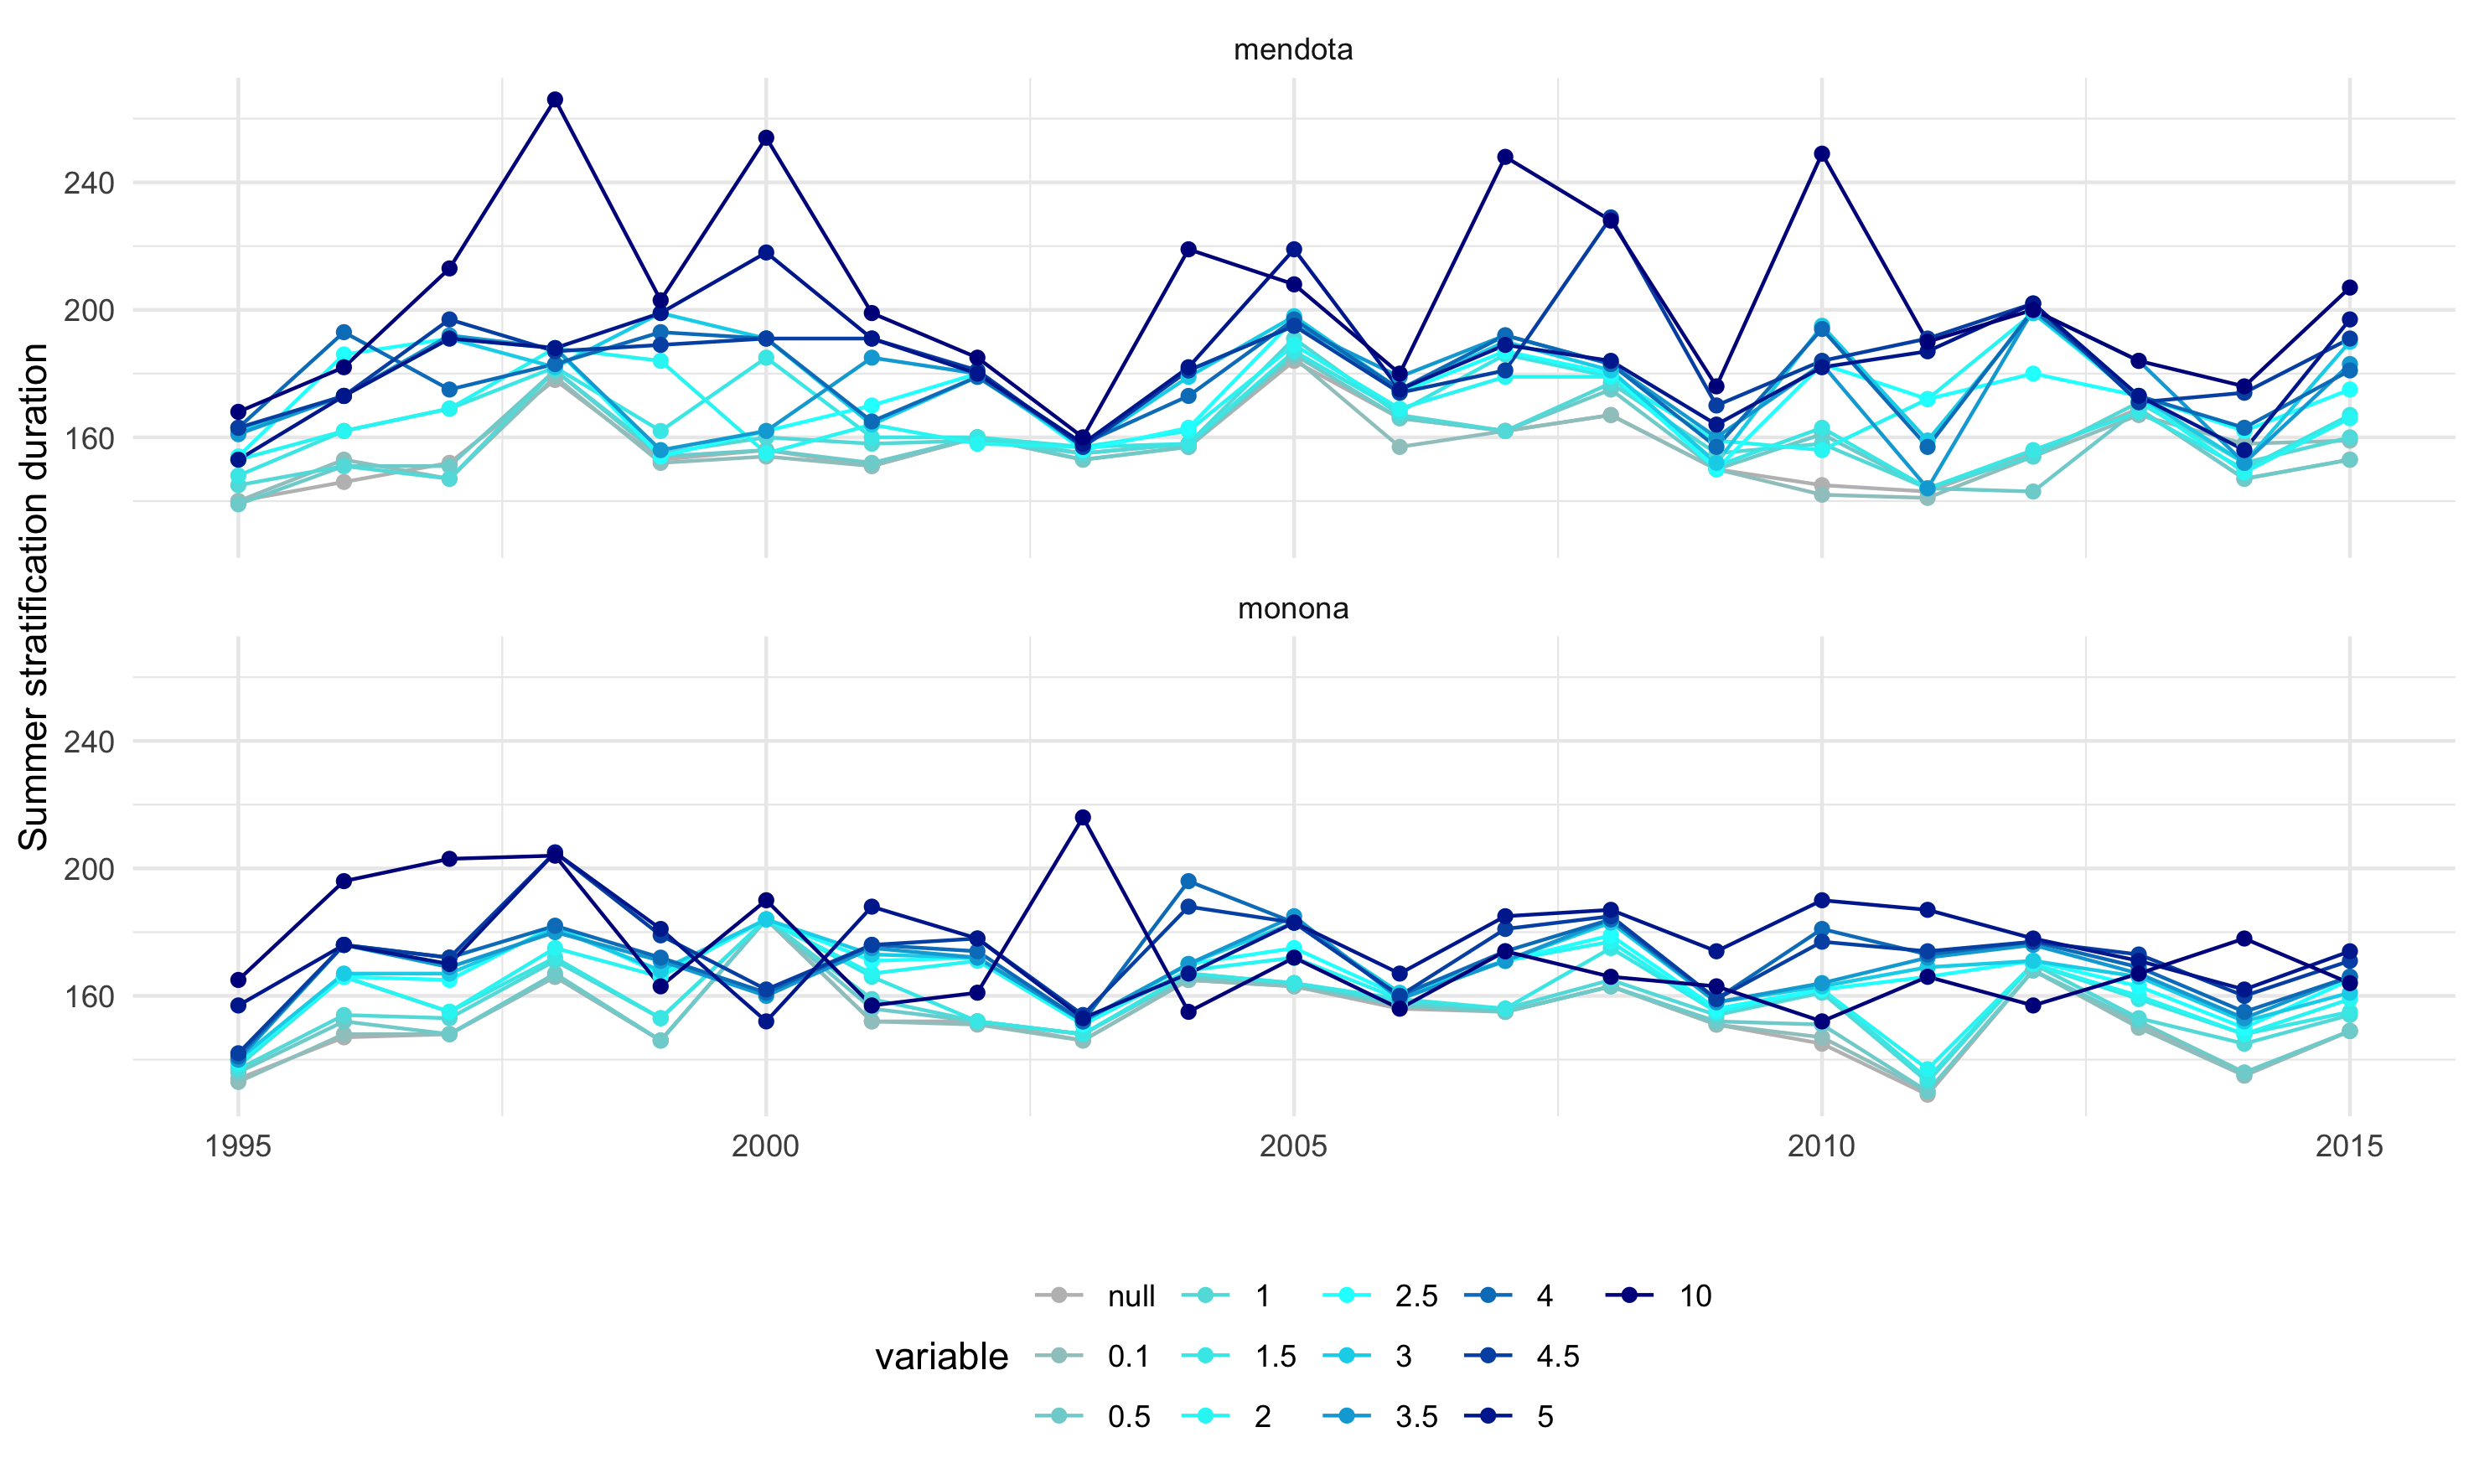 mendota
240
200
160
Summer stratification duration
monona
240
200
160
1995 2000 2005 2010 2015
variable
null 1 2.5 4 10
0.1 1.5 3 4.5
0.5 2 3.5 5